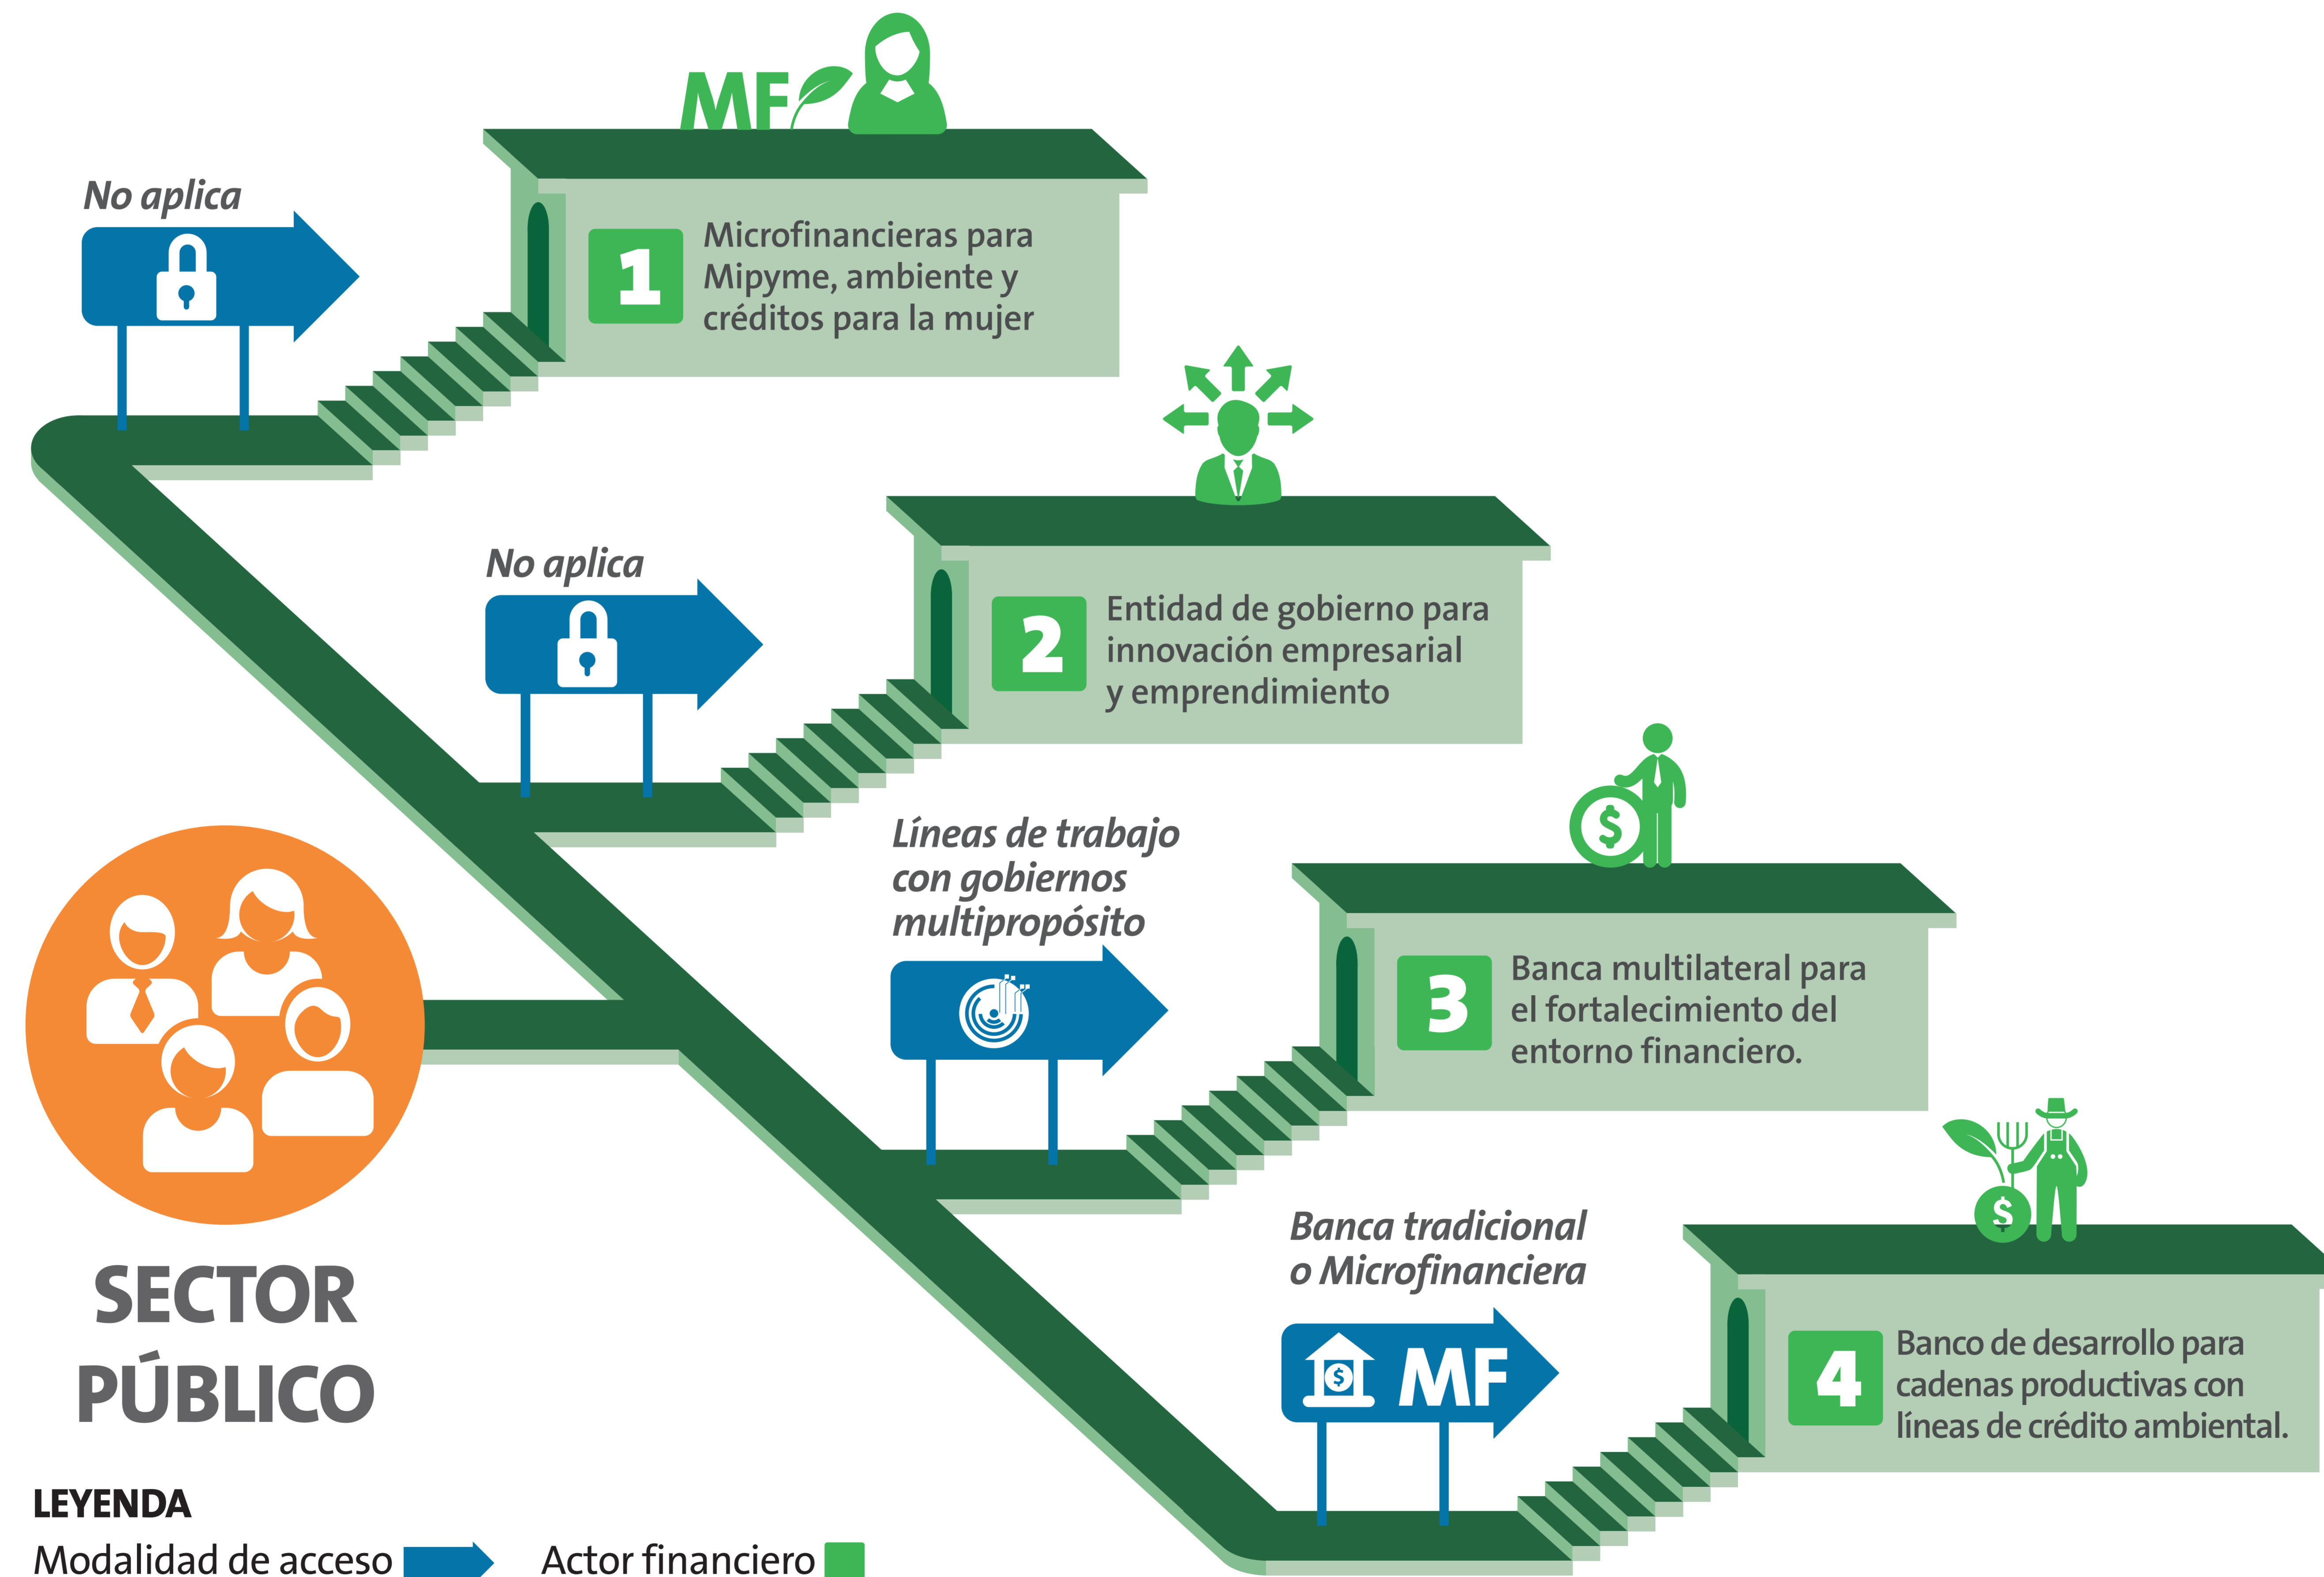 MF
No aplica
1
Microfinancieras para
Mipyme, ambiente y
créditos para la mujer
No aplica
2
Entidad de gobierno para
innovación empresarial
y emprendimiento
Líneas de trabajo
con gobiernos
multipropósito
$
3
Banca multilateral para
el fortalecimiento del
entorno financiero.
Banca tradicional
o Microfinanciera
$
$ MF
4
Banco de desarrollo para
cadenas productivas con
líneas de crédito ambiental.
SECTOR
PÚBLICO
LEYENDA
Modalidad de acceso
Actor financiero